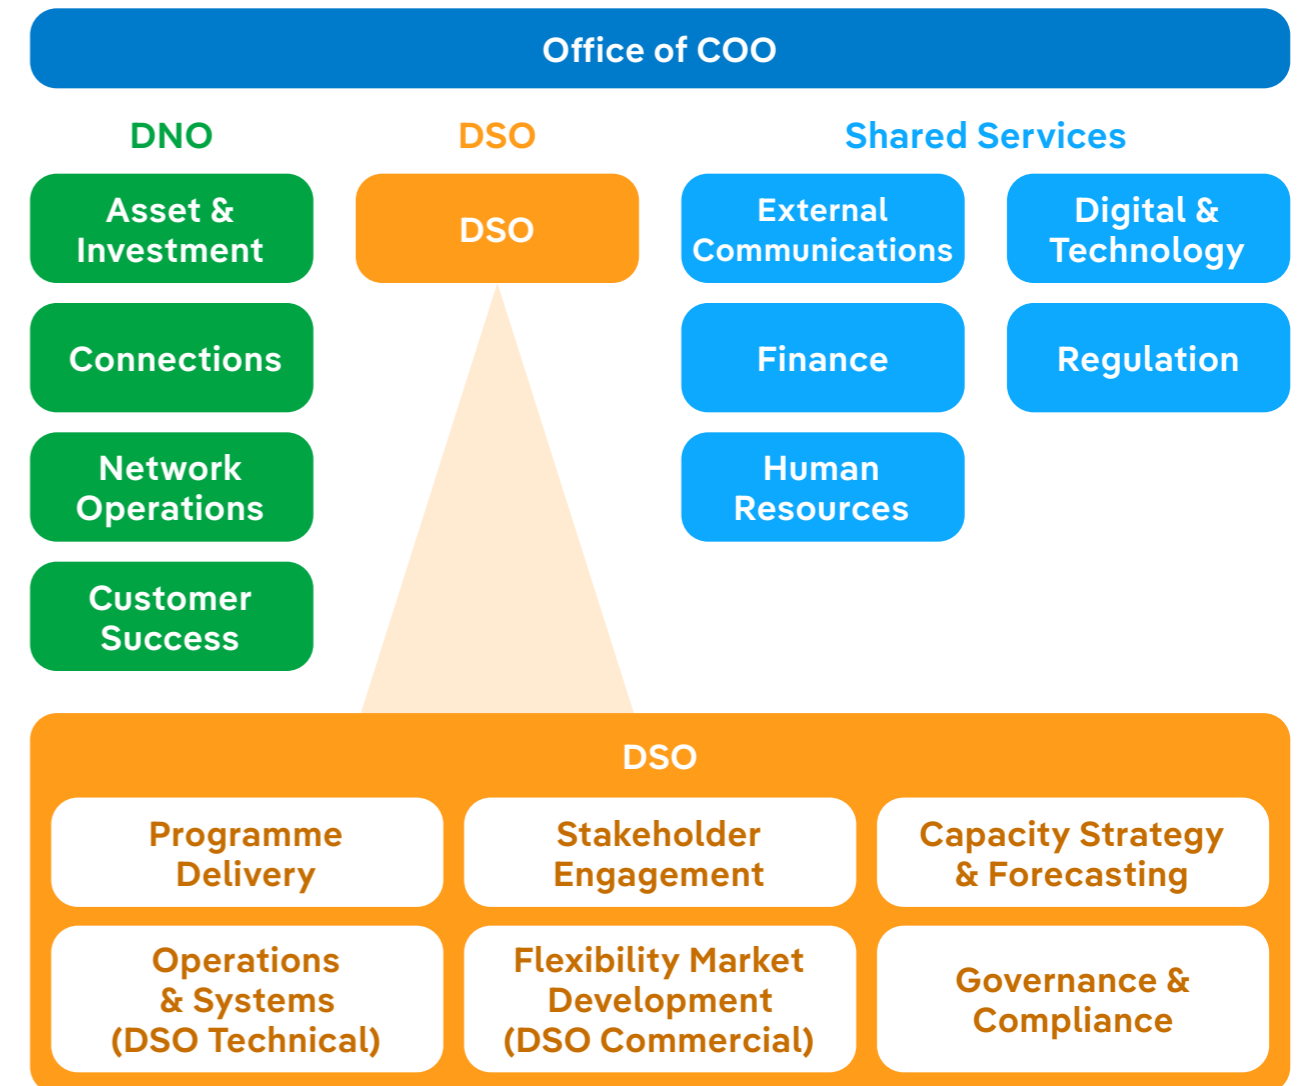 Office of COO
DNO
DSO
Shared Services
Asset &
Investment
DSO
External
Communications
Digital &
Technology
Connections
Finance
Regulation
Network
Operations
Human
Resources
Customer
Success
DSO
Programme
Delivery
Stakeholder
Engagement
Capacity Strategy
& Forecasting
Operations
& Systems
(DSO Technical)
Flexibility Market
Development
(DSO Commercial)
Governance &
Compliance